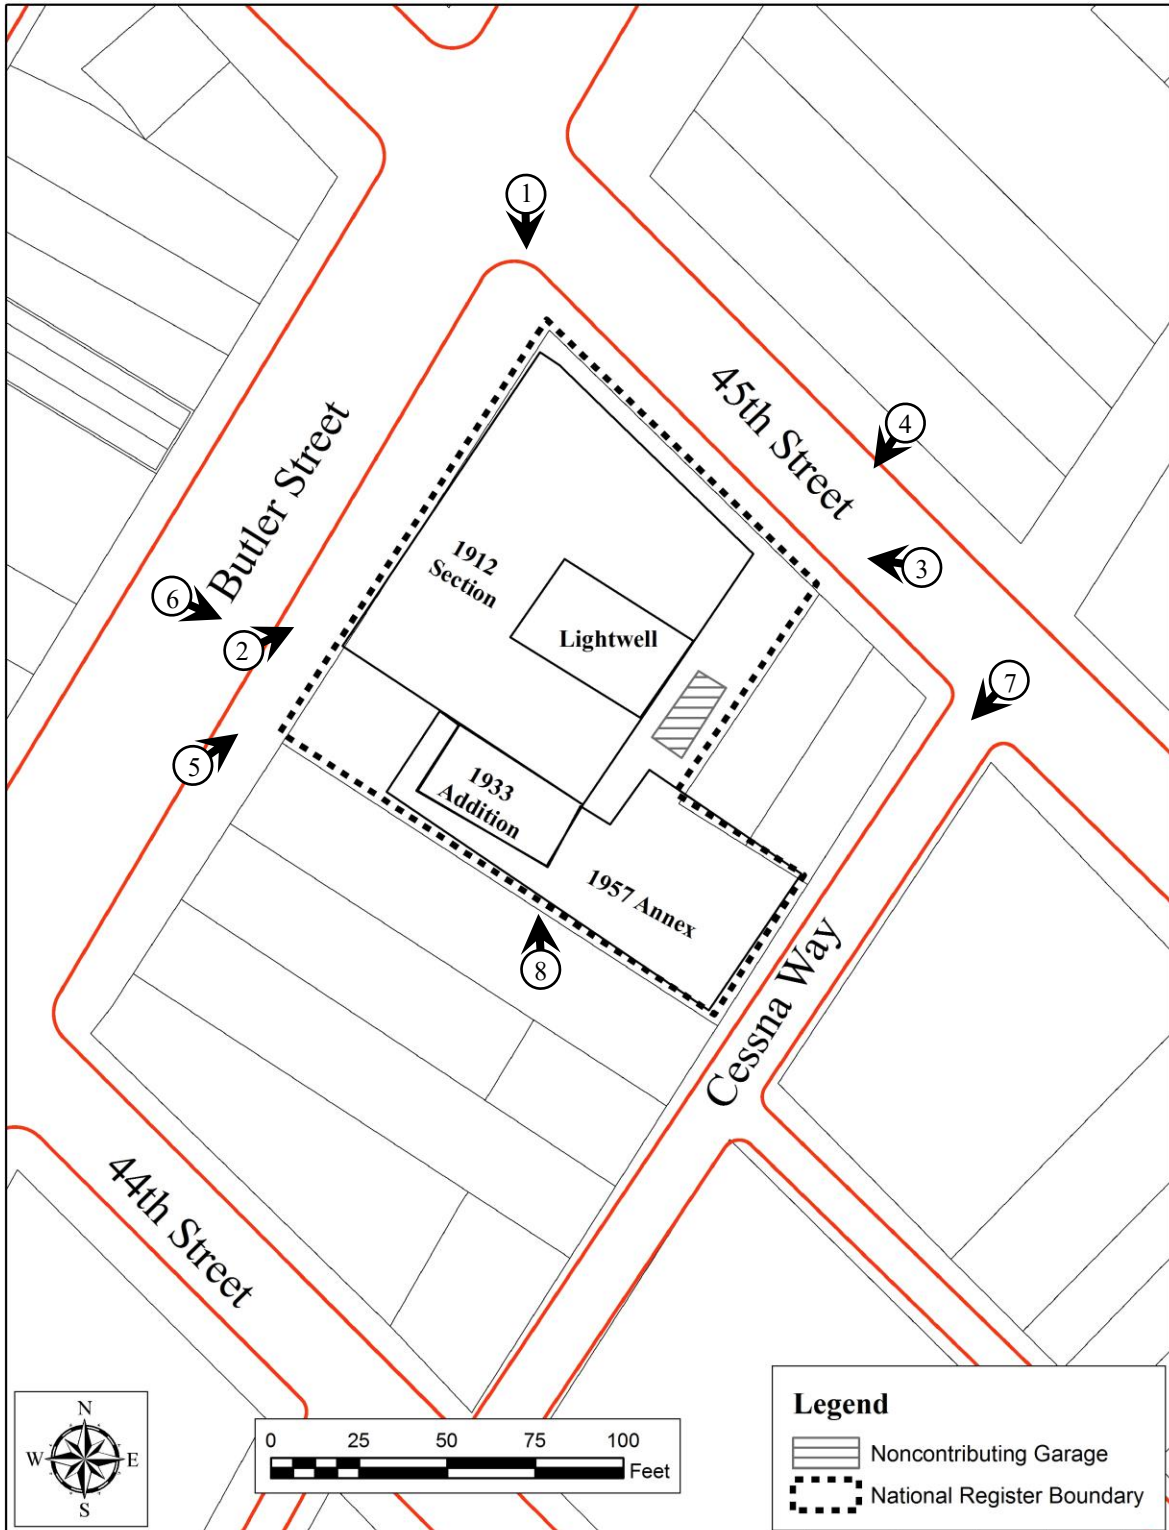 1
45th Street
4
Butler Street
1912
Section
3
6
Lightwell
2
7
5
1933
Addition
1957 Annex
8
Cessna Way
44th Street
N
W E
S
0 25 50 75 100
Feet
Legend
Noncontributing Garage
National Register Boundary